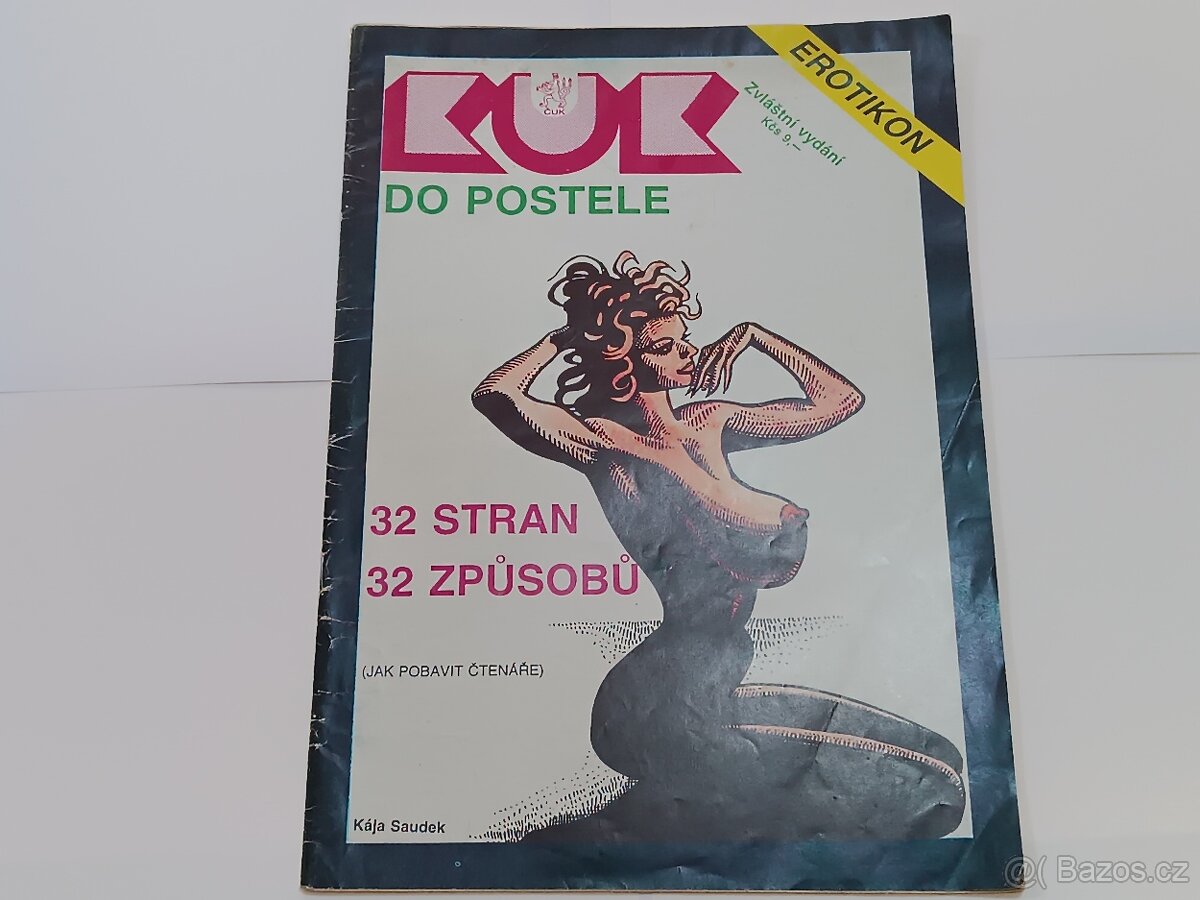 EROTIKON
KUK
ČUK
Zvláštní vydání
Kčs 9,–
DO POSTELE
32 STRAN
32 ZPŮSOBŮ
(JAK POBAVIT ČTENÁŘE)
Kája Saudek
@( Bazos.cz